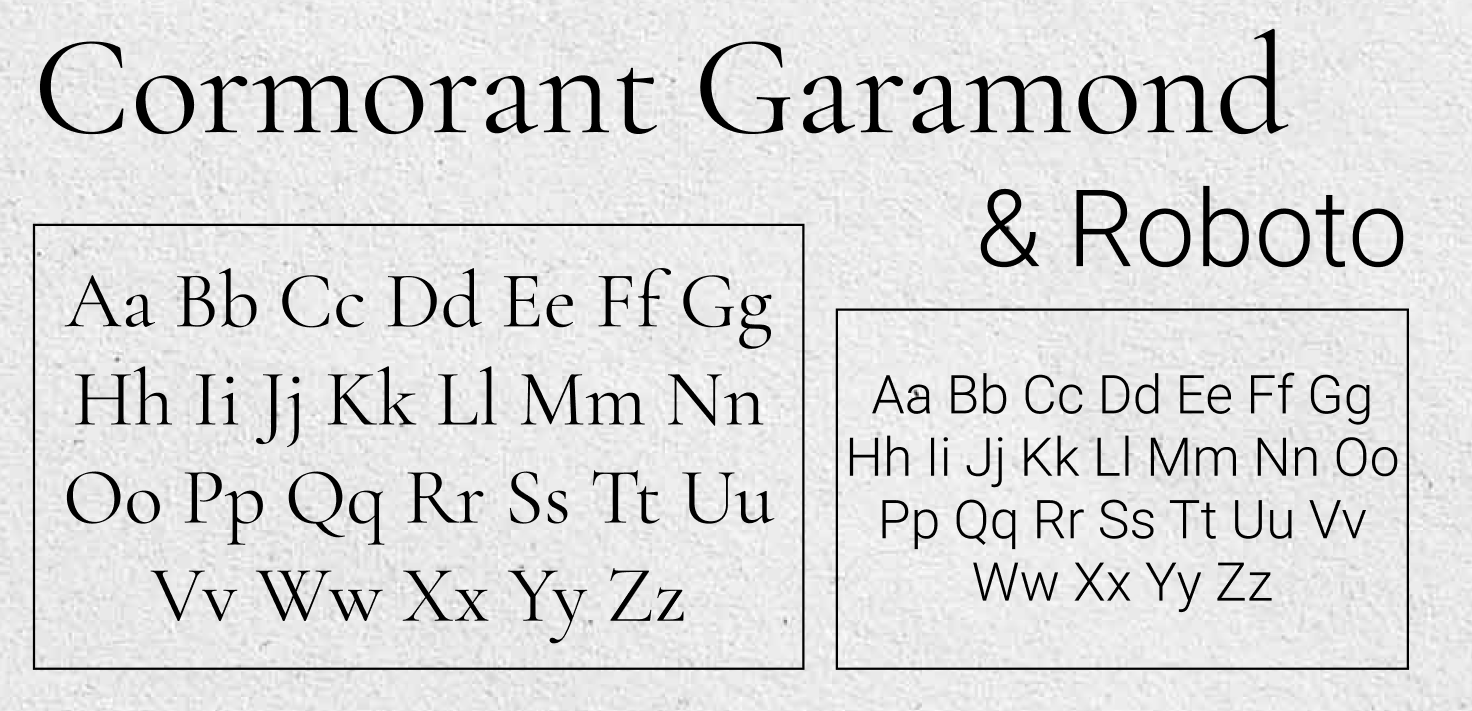 Cormorant Garamond
& Roboto
Aa Bb Cc Dd Ee Ff Gg
Hh Ii Jj Kk Ll Mm Nn
Oo Pp Qq Rr Ss Tt Uu
Vv Ww Xx Yy Zz
Aa Bb Cc Dd Ee Ff Gg
Hh Ii Jj Kk Ll Mm Nn Oo
Pp Qq Rr Ss Tt Uu Vv
Ww Xx Yy Zz